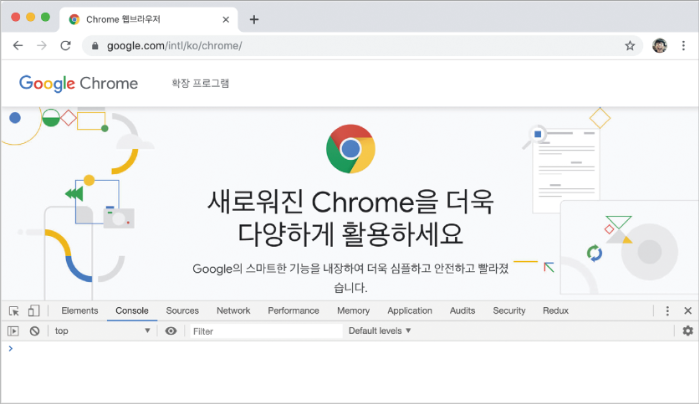 Chrome 웹브라우저
google.com/intl/ko/chrome/
Google Chrome 확장 프로그램
새로워진 Chrome을 더욱
다양하게 활용하세요
Google의 스마트한 기능을 내장하여 더욱 심플하고 안전하고 빨라졌
습니다.
Elements Console Sources Network Performance Memory Application Audits Security Redux
top Filter Default levels